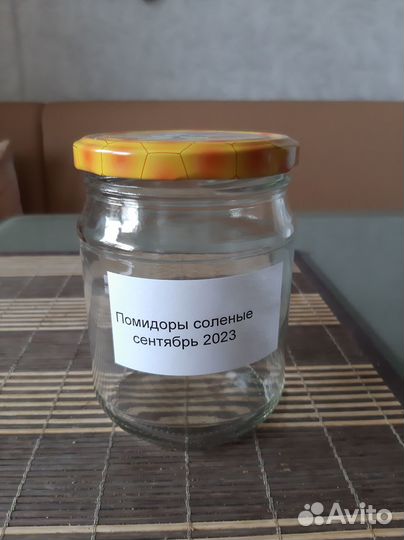 Помидоры соленые
сентябрь 2023
Avito